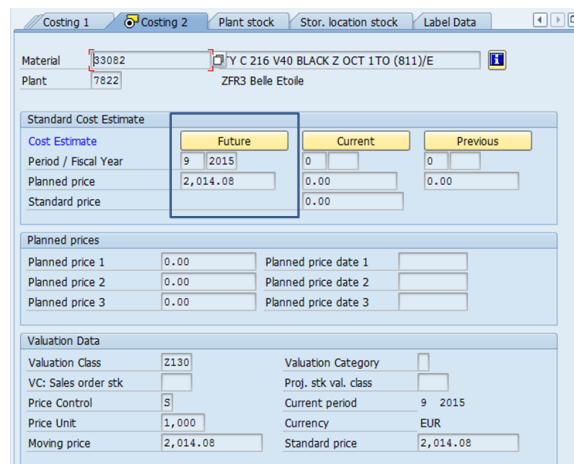 Costing 1 Costing 2 Plant stock Stor. location stock Label Data
Material 33082 TY C 216 V40 BLACK Z OCT 1TO (811)/E
Plant 7822 ZFR3 Belle Etoile
Standard Cost Estimate
Cost Estimate Future Current Previous
Period / Fiscal Year 9 2015 0 0
Planned price 2,014.08 0.00 0.00
Standard price 0.00
Planned prices
Planned price 1 0.00 Planned price date 1
Planned price 2 0.00 Planned price date 2
Planned price 3 0.00 Planned price date 3
Valuation Data
Valuation Class Z130 Valuation Category
VC: Sales order stk Proj. stk val. class
Price Control S Current period 9 2015
Price Unit 1,000 Currency EUR
Moving price 2,014.08 Standard price 2,014.08